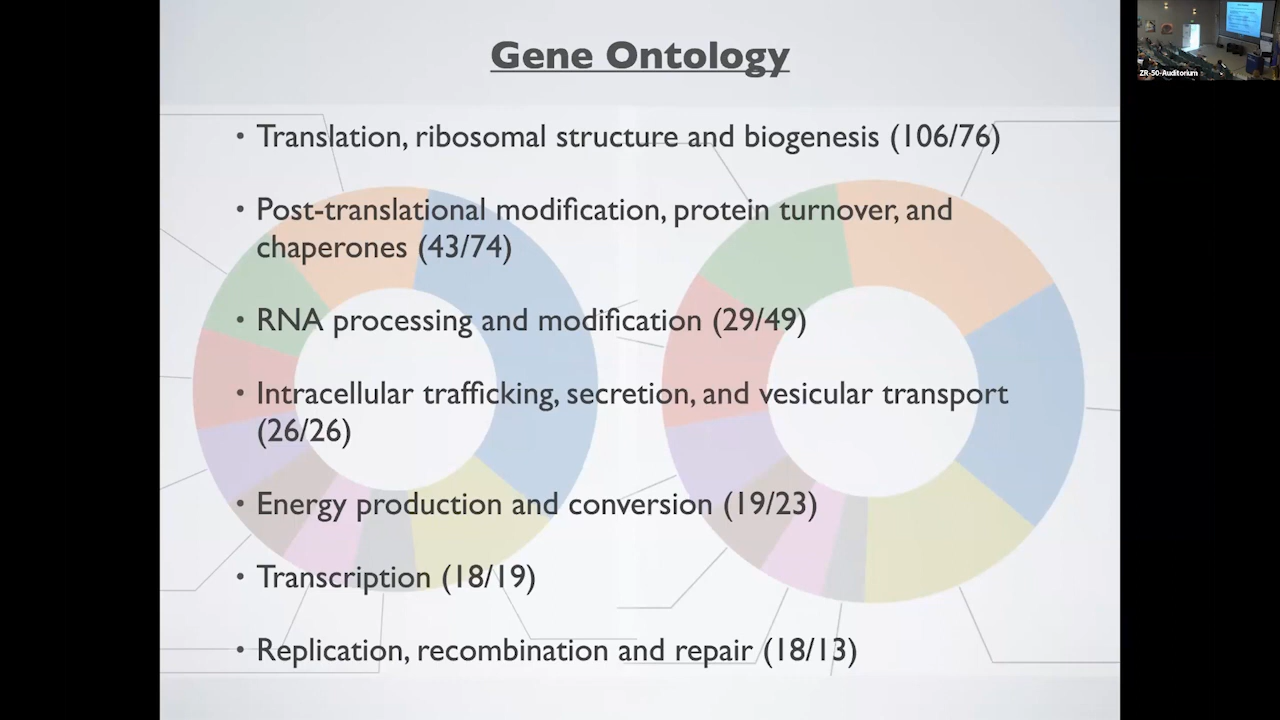 Gene Ontology
• Translation, ribosomal structure and biogenesis (106/76)
• Post-translational modification, protein turnover, and
chaperones (43/74)
• RNA processing and modification (29/49)
• Intracellular trafficking, secretion, and vesicular transport
(26/26)
• Energy production and conversion (19/23)
• Transcription (18/19)
• Replication, recombination and repair (18/13)
ZR-50-Auditorium